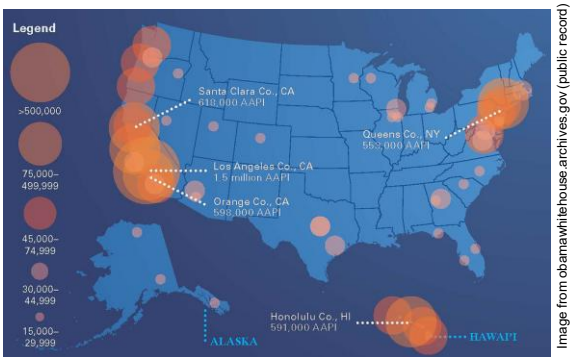 Legend
>500,000
75,000–
499,999
45,000–
74,999
30,000–
44,999
15,000–
29,999
Santa Clara Co., CA
618,000 AAPI
Los Angeles Co., CA
1.5 million AAPI
Orange Co., CA
598,000 AAPI
Queens Co., NY
552,000 AAPI
Honolulu Co., HI
591,000 AAPI
ALASKA
HAWAPI
Image from obamawhitehouse.archives.gov (public record)